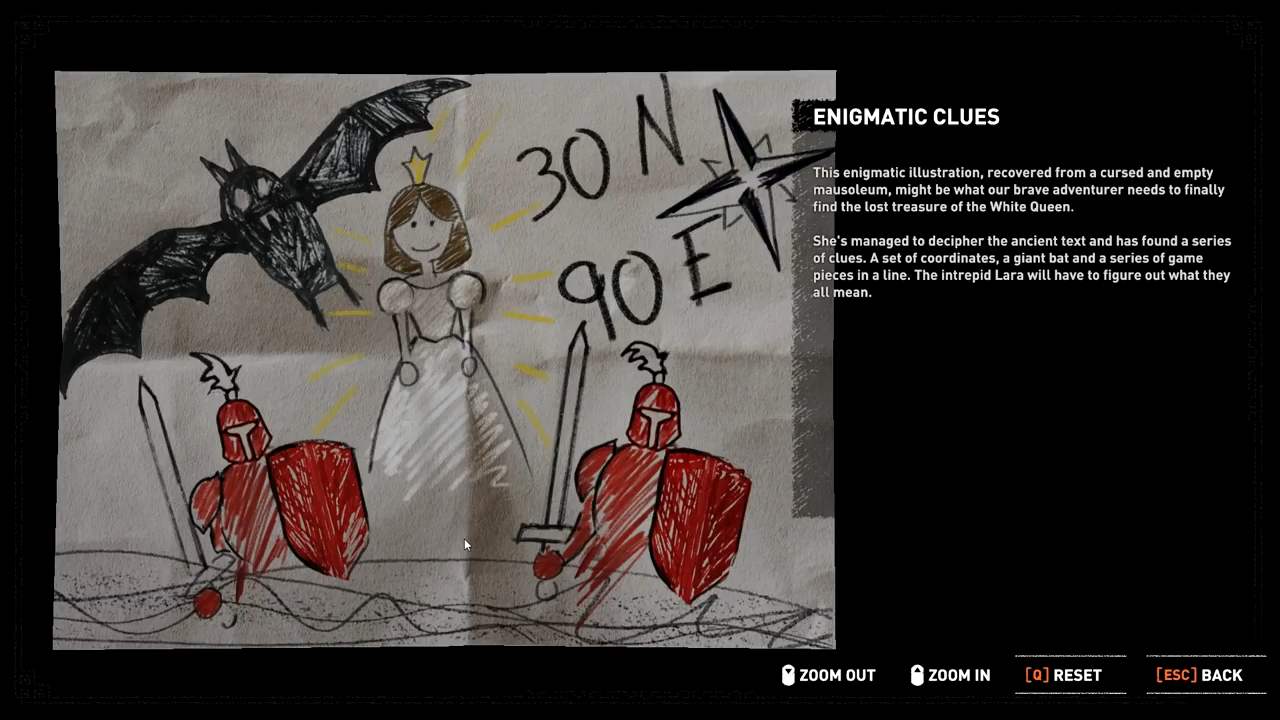 30 N
90 E
ENIGMATIC CLUES
This enigmatic illustration, recovered from a cursed and empty
mausoleum, might be what our brave adventurer needs to finally
find the lost treasure of the White Queen.
She's managed to decipher the ancient text and has found a series
of clues. A set of coordinates, a giant bat and a series of game
pieces in a line. The intrepid Lara will have to figure out what they
all mean.
ZOOM OUT
ZOOM IN
[Q] RESET
[ESC] BACK